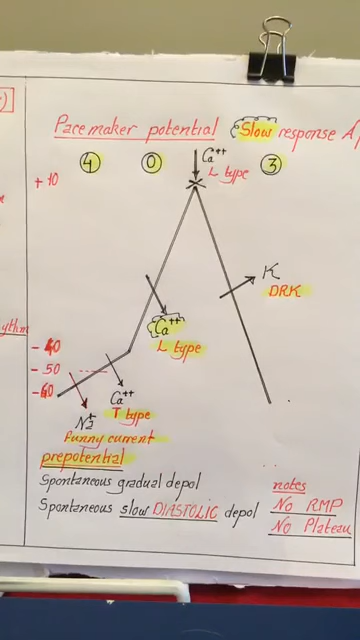 Pacemaker potential Slow response A
4 0 3
Ca++
L type
+10
K
DRK
Ca++
L type
ythm
- 40
- 50
- 60
Ca++
T type
Na+
Funny current
prepotential
Spontaneous gradual depol
Spontaneous slow DIASTOLIC depol
notes
No RMP
No Plateau